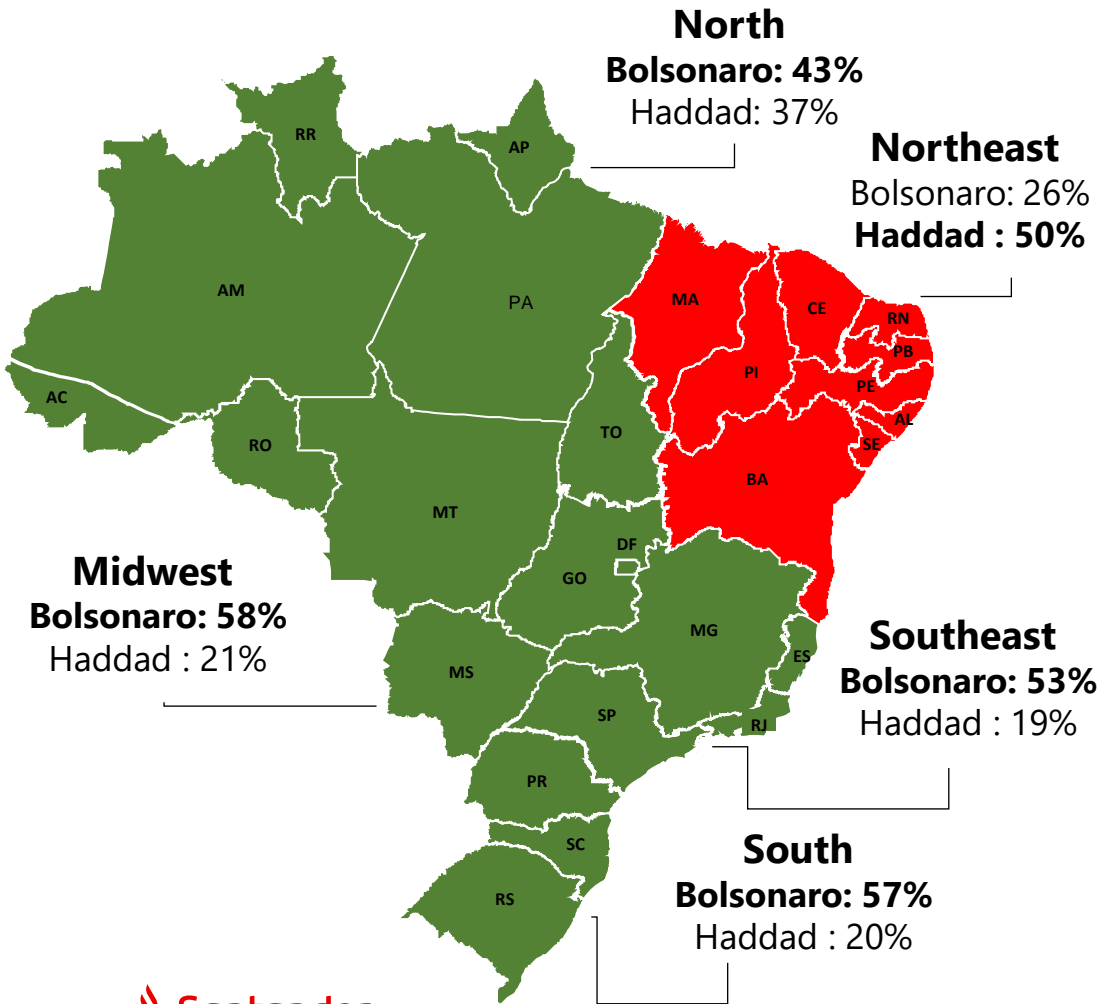 North
Bolsonaro: 43%
Haddad: 37%
Northeast
Bolsonaro: 26%
Haddad : 50%
RR
AP
AM
PA
MA
CE
RN
PB
PI
PE
AL
SE
AC
RO
TO
BA
MT
DF
GO
Midwest
Bolsonaro: 58%
Haddad : 21%
MG
ES
MS
SP
RJ
Southeast
Bolsonaro: 53%
Haddad : 19%
PR
SC
RS
South
Bolsonaro: 57%
Haddad : 20%